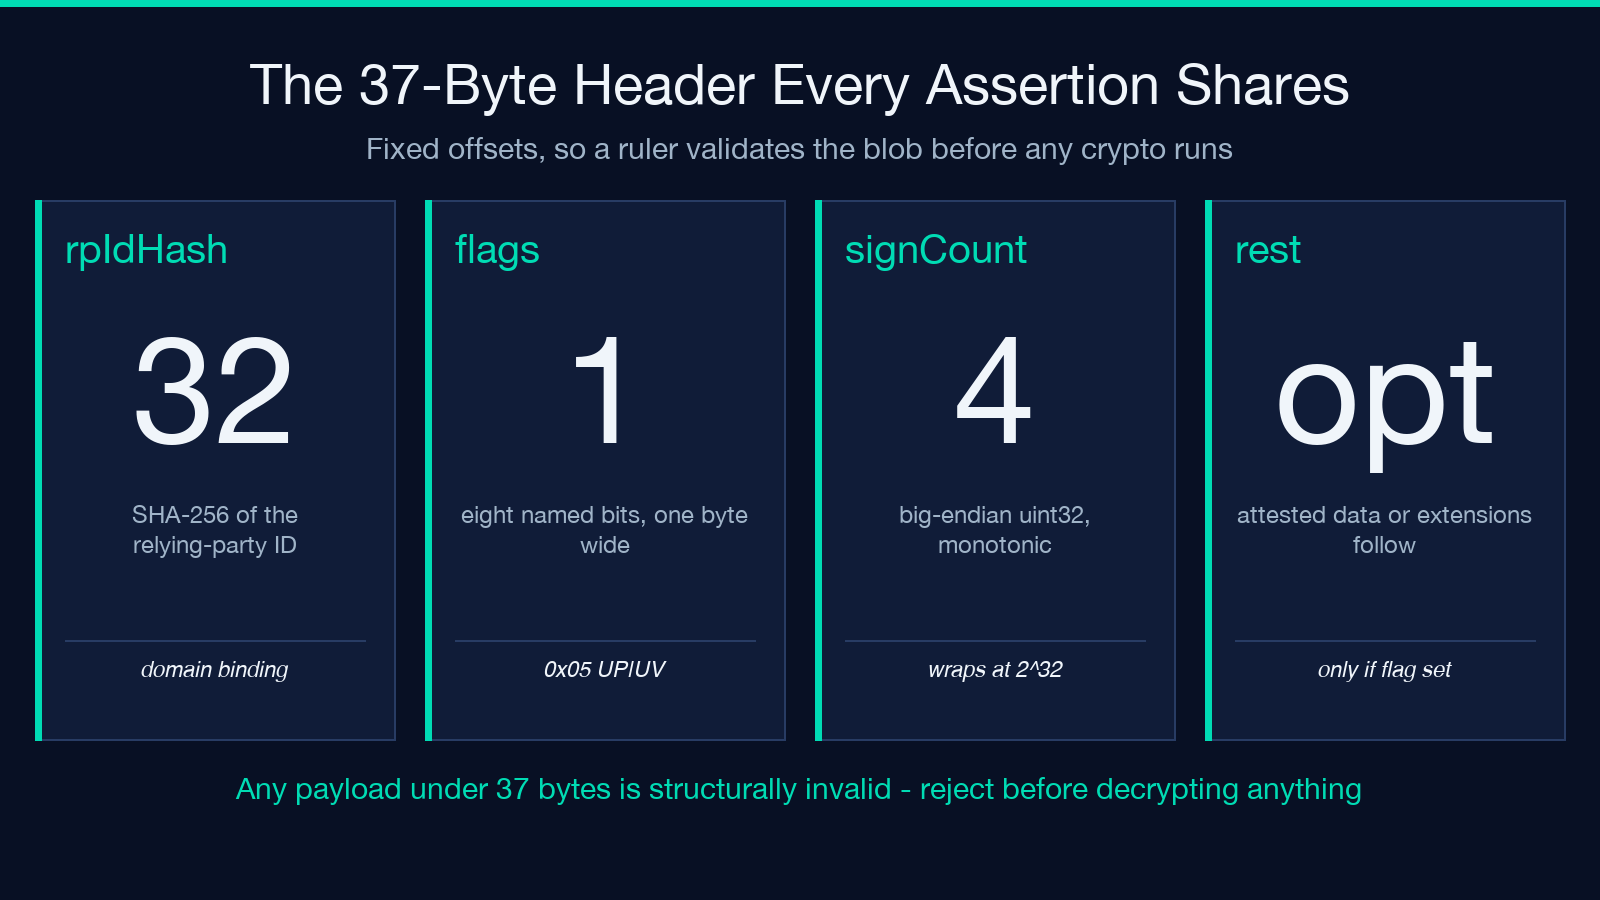 The 37-Byte Header Every Assertion Shares
Fixed offsets, so a ruler validates the blob before any crypto runs
rpIdHash
32
SHA-256 of the
relying-party ID
domain binding
flags
1
eight named bits, one byte
wide
0x05 UP|UV
signCount
4
big-endian uint32,
monotonic
wraps at 2^32
rest
opt
attested data or extensions
follow
only if flag set
Any payload under 37 bytes is structurally invalid - reject before decrypting anything